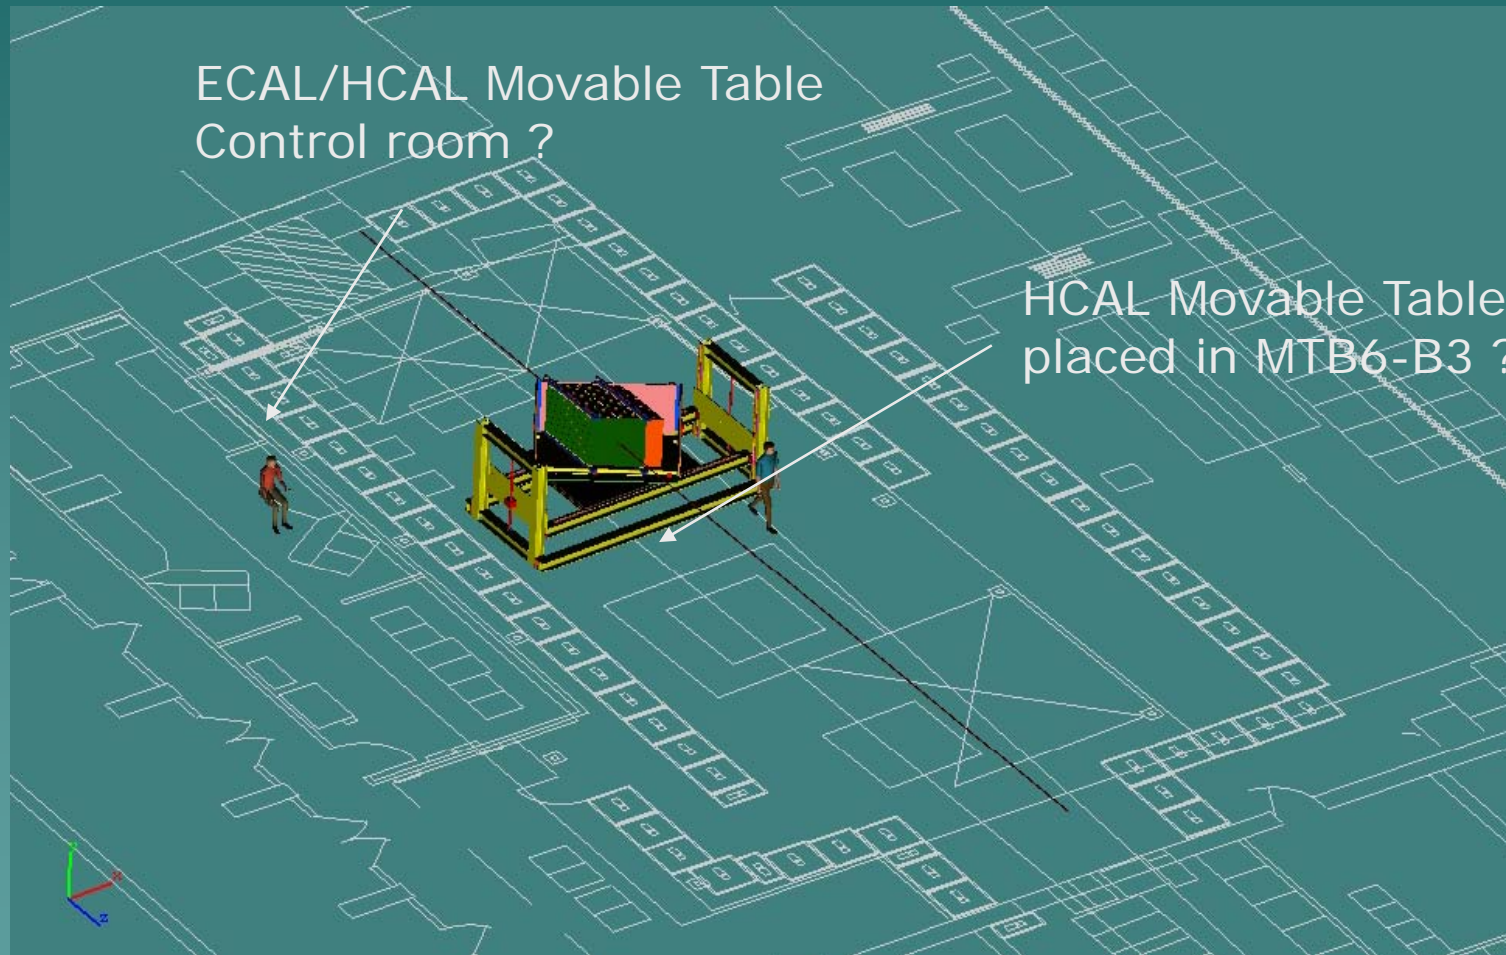 ECAL/HCAL Movable Table
Control room ?
HCAL Movable Table
placed in MTB6-B3 ?
x
z